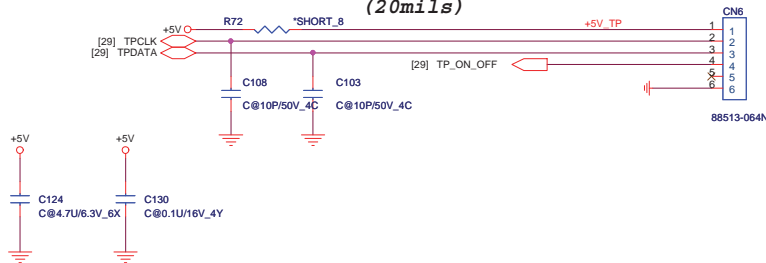 (20mils)
CN6
R72 *SHORT_8
+5V +5V_TP 1 1
[29] TPCLK 2 2
[29] TPDATA 3 3
[29] TP_ON_OFF 4 4
5 5
6 6
C108 C103
C@10P/50V_4C C@10P/50V_4C
88513-064N
+5V +5V
C124 C130
C@4.7U/6.3V_6X C@0.1U/16V_4Y